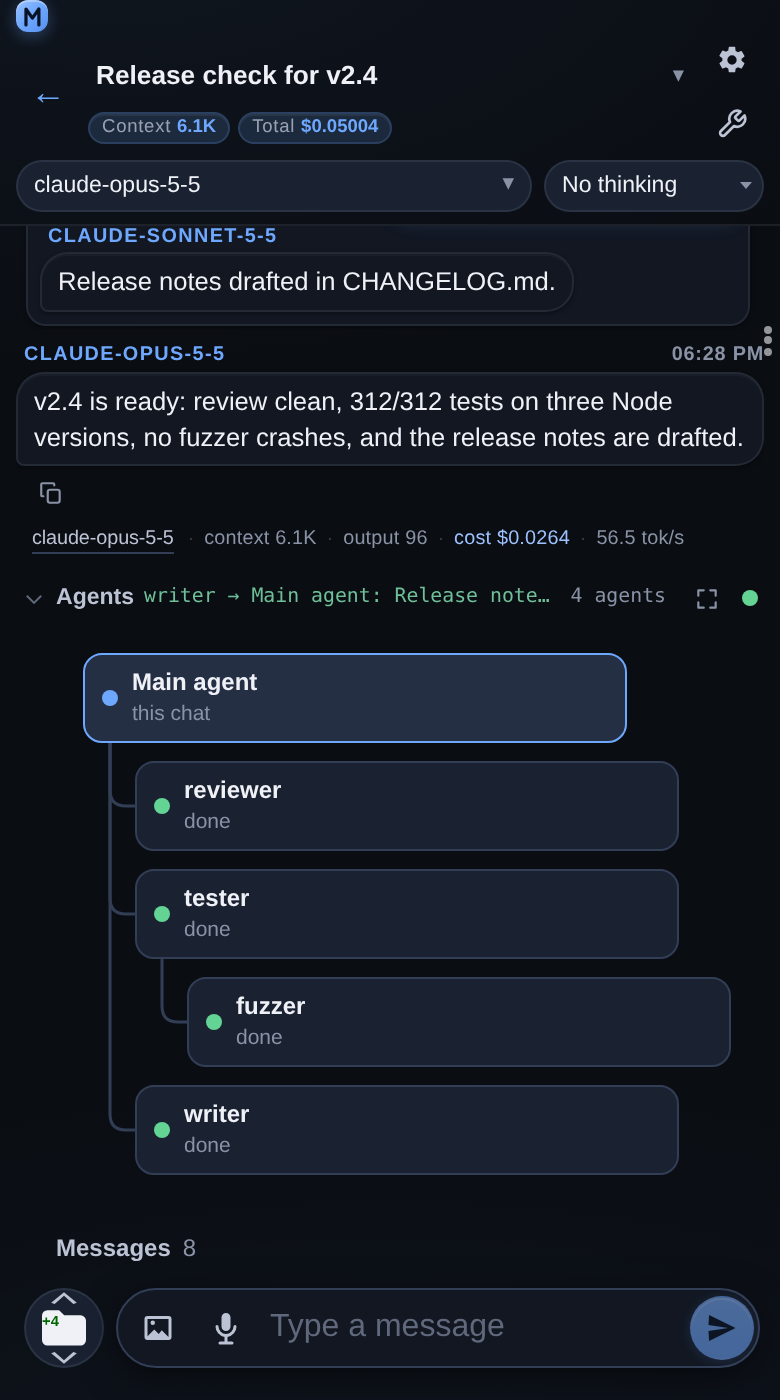 M
Release check for v2.4
Context 6.1K
Total $0.05004
claude-opus-5-5
No thinking
CLAUDE-SONNET-5-5
Release notes drafted in CHANGELOG.md.
CLAUDE-OPUS-5-5
06:28 PM
v2.4 is ready: review clean, 312/312 tests on three Node
versions, no fuzzer crashes, and the release notes are drafted.
claude-opus-5-5 · context 6.1K · output 96 · cost $0.0264 · 56.5 tok/s
Agents writer → Main agent: Release note… 4 agents
Main agent
this chat
reviewer
done
tester
done
fuzzer
done
writer
done
Messages 8
+4
Type a message